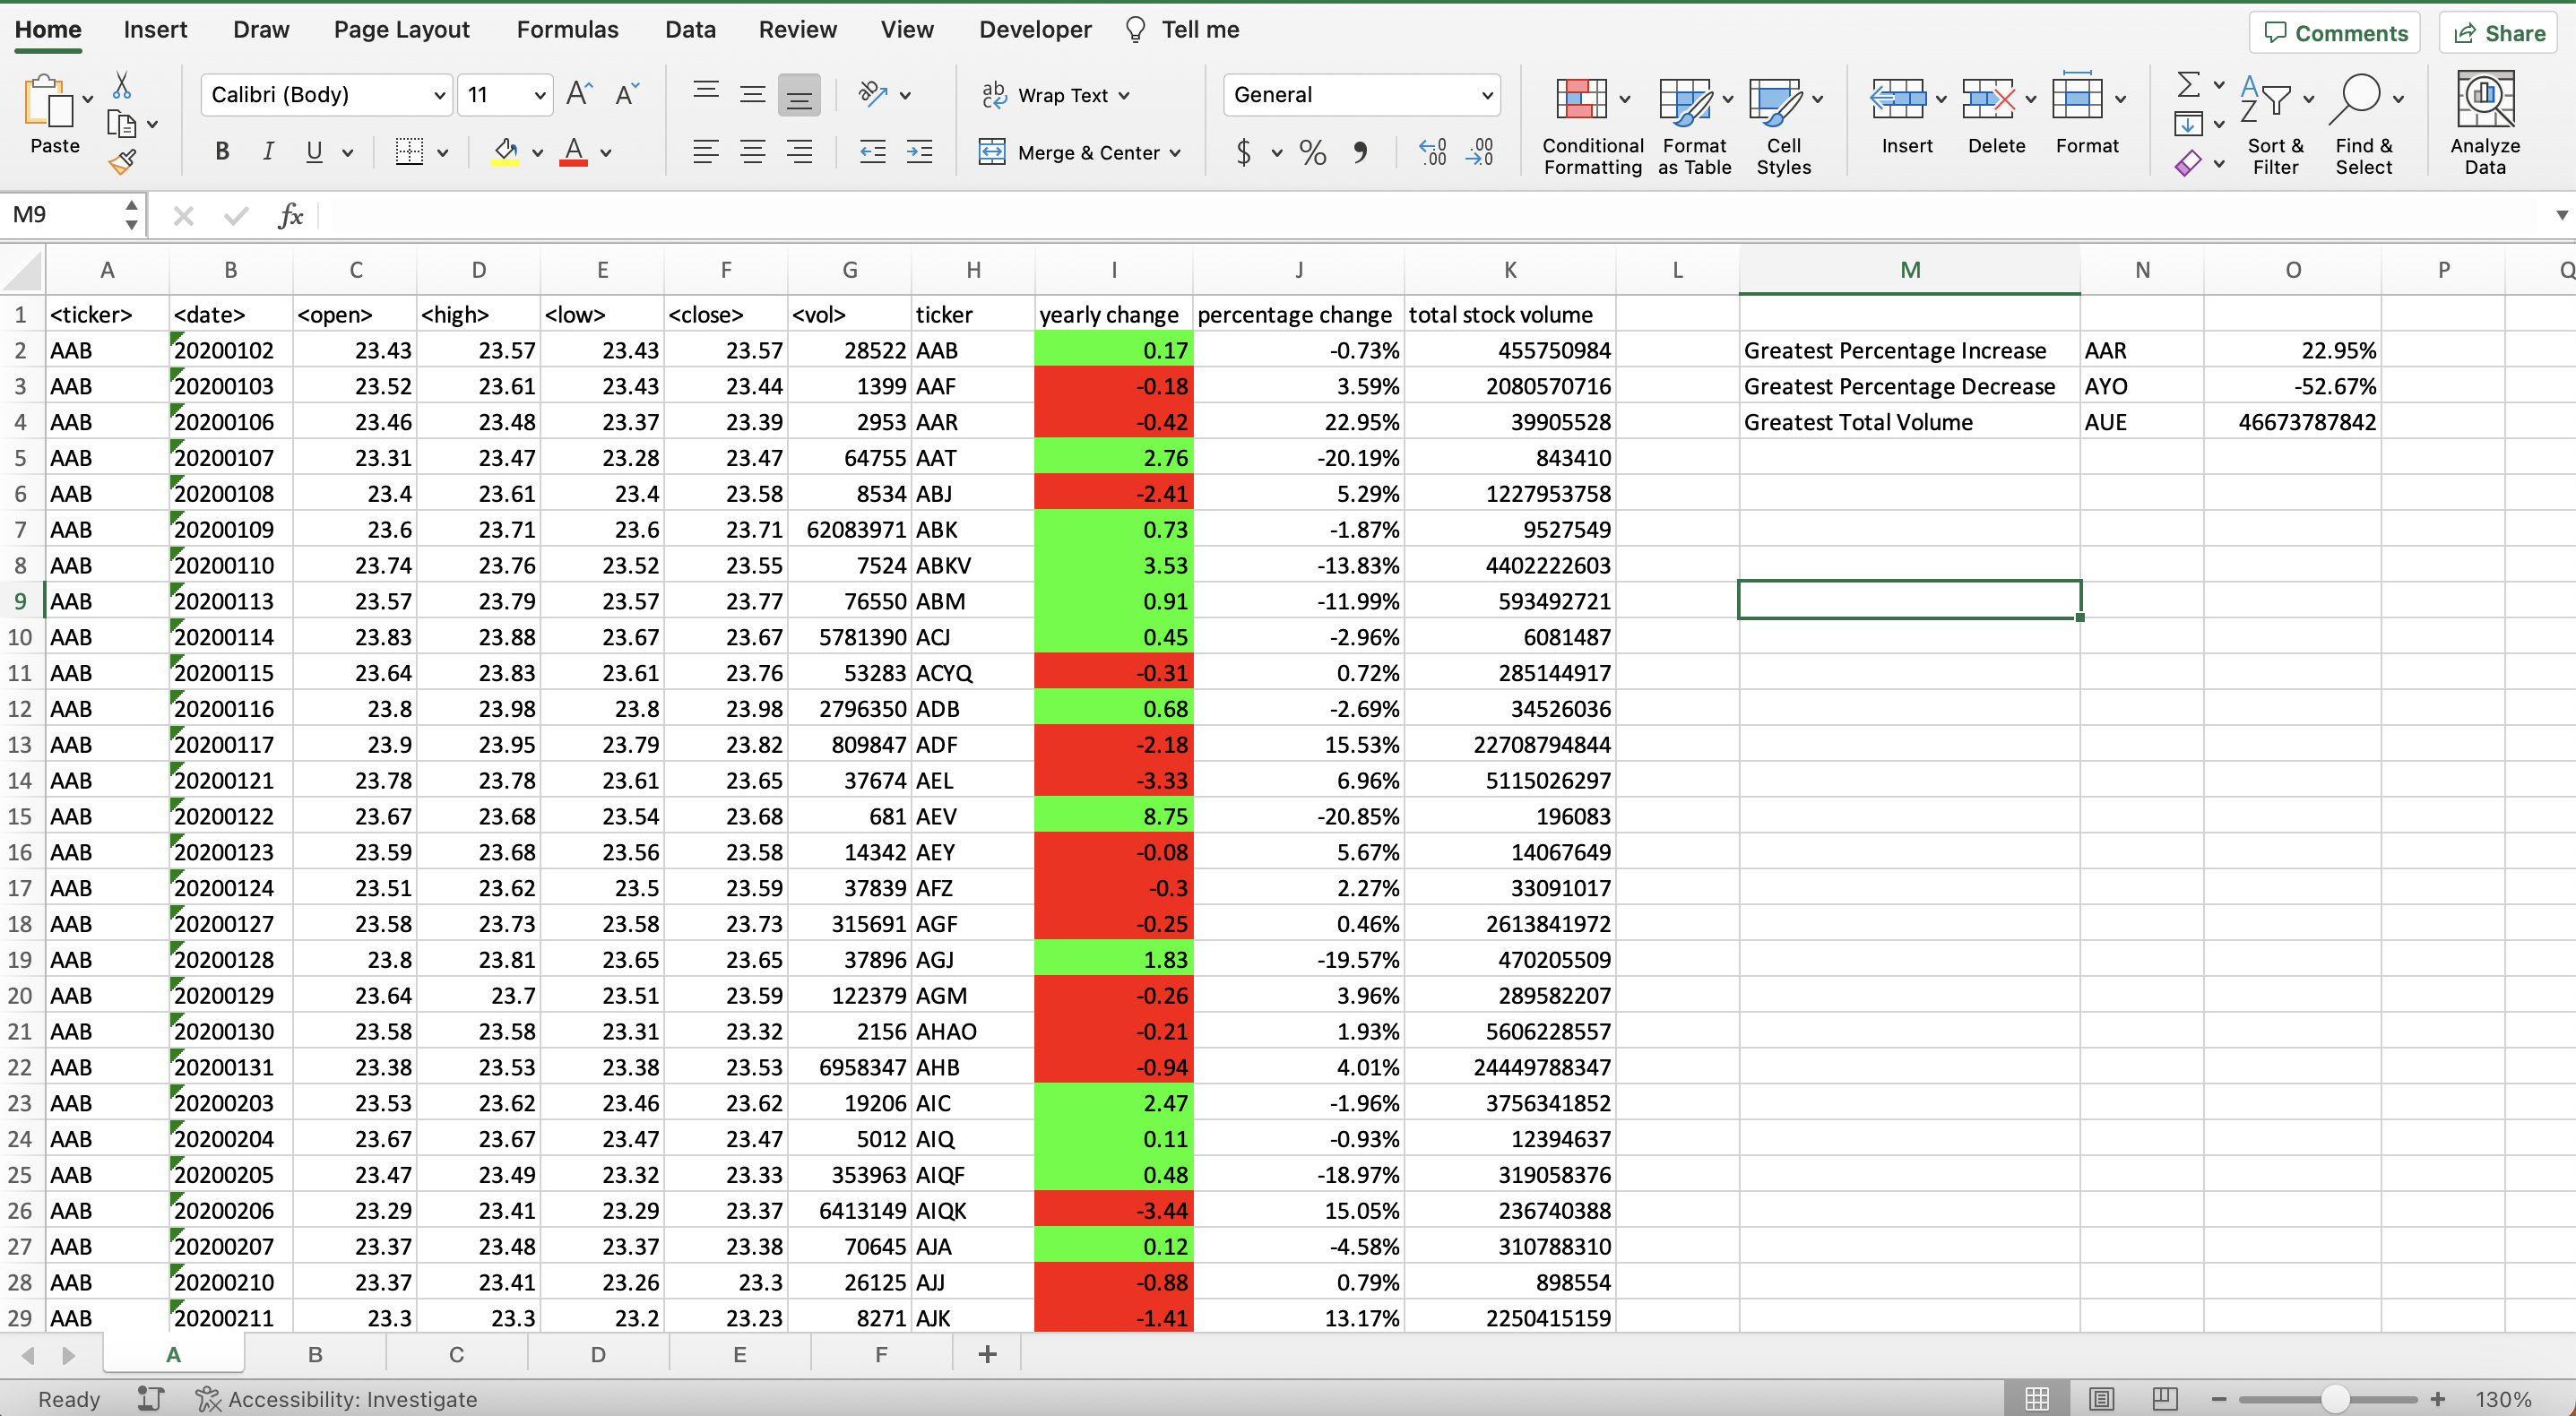 Home Insert Draw Page Layout Formulas Data Review View Developer Tell me Comments Share
Calibri (Body) 11 Wrap Text General
Paste B I U Merge & Center $ % Conditional Formatting Format as Table Cell Styles Insert Delete Format Sort & Filter Find & Select Analyze Data
M9 fx
A B C D E F G H I J K L M N O P Q
1 <ticker> <date> <open> <high> <low> <close> <vol> ticker yearly change percentage change total stock volume
2 AAB 20200102 23.43 23.57 23.43 23.57 28522 AAB 0.17 -0.73% 455750984 Greatest Percentage Increase AAR 22.95%
3 AAB 20200103 23.52 23.61 23.43 23.44 1399 AAF -0.18 3.59% 2080570716 Greatest Percentage Decrease AYO -52.67%
4 AAB 20200106 23.46 23.48 23.37 23.39 2953 AAR -0.42 22.95% 39905528 Greatest Total Volume AUE 46673787842
5 AAB 20200107 23.31 23.47 23.28 23.47 64755 AAT 2.76 -20.19% 843410
6 AAB 20200108 23.4 23.61 23.4 23.58 8534 ABJ -2.41 5.29% 1227953758
7 AAB 20200109 23.6 23.71 23.6 23.71 62083971 ABK 0.73 -1.87% 9527549
8 AAB 20200110 23.74 23.76 23.52 23.55 7524 ABKV 3.53 -13.83% 4402222603
9 AAB 20200113 23.57 23.79 23.57 23.77 76550 ABM 0.91 -11.99% 593492721
10 AAB 20200114 23.83 23.88 23.67 23.67 5781390 ACJ 0.45 -2.96% 6081487
11 AAB 20200115 23.64 23.83 23.61 23.76 53283 ACYQ -0.31 0.72% 285144917
12 AAB 20200116 23.8 23.98 23.8 23.98 2796350 ADB 0.68 -2.69% 34526036
13 AAB 20200117 23.9 23.95 23.79 23.82 809847 ADF -2.18 15.53% 22708794844
14 AAB 20200121 23.78 23.78 23.61 23.65 37674 AEL -3.33 6.96% 5115026297
15 AAB 20200122 23.67 23.68 23.54 23.68 681 AEV 8.75 -20.85% 196083
16 AAB 20200123 23.59 23.68 23.56 23.58 14342 AEY -0.08 5.67% 14067649
17 AAB 20200124 23.51 23.62 23.5 23.59 37839 AFZ -0.3 2.27% 33091017
18 AAB 20200127 23.58 23.73 23.58 23.73 315691 AGF -0.25 0.46% 2613841972
19 AAB 20200128 23.8 23.81 23.65 23.65 37896 AGJ 1.83 -19.57% 470205509
20 AAB 20200129 23.64 23.7 23.51 23.59 122379 AGM -0.26 3.96% 289582207
21 AAB 20200130 23.58 23.58 23.31 23.32 2156 AHAO -0.21 1.93% 5606228557
22 AAB 20200131 23.38 23.53 23.38 23.53 6958347 AHB -0.94 4.01% 24449788347
23 AAB 20200203 23.53 23.62 23.46 23.62 19206 AIC 2.47 -1.96% 3756341852
24 AAB 20200204 23.67 23.67 23.47 23.47 5012 AIQ 0.11 -0.93% 12394637
25 AAB 20200205 23.47 23.49 23.32 23.33 353963 AIQF 0.48 -18.97% 319058376
26 AAB 20200206 23.29 23.41 23.29 23.37 6413149 AIQK -3.44 15.05% 236740388
27 AAB 20200207 23.37 23.48 23.37 23.38 70645 AJA 0.12 -4.58% 310788310
28 AAB 20200210 23.37 23.41 23.26 23.3 26125 AJJ -0.88 0.79% 898554
29 AAB 20200211 23.3 23.3 23.2 23.23 8271 AJK -1.41 13.17% 2250415159
A B C D E F +
Ready Accessibility: Investigate 130%